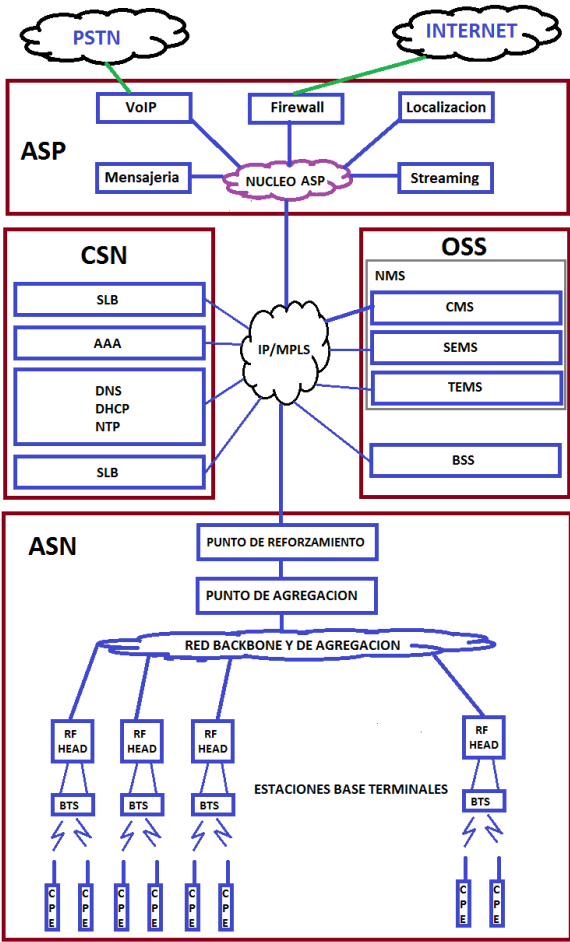 PSTN
INTERNET
ASP
VoIP
Firewall
Localizacion
Mensajeria
NUCLEO ASP
Streaming
CSN
SLB
AAA
DNS
DHCP
NTP
SLB
IP/MPLS
OSS
NMS
CMS
SEMS
TEMS
BSS
ASN
PUNTO DE REFORZAMIENTO
PUNTO DE AGREGACION
RED BACKBONE Y DE AGREGACION
RF
HEAD
RF
HEAD
RF
HEAD
RF
HEAD
ESTACIONES BASE TERMINALES
BTS
BTS
BTS
BTS
CPE
CPE
CPE
CPE
CPE
CPE
CPE
CPE